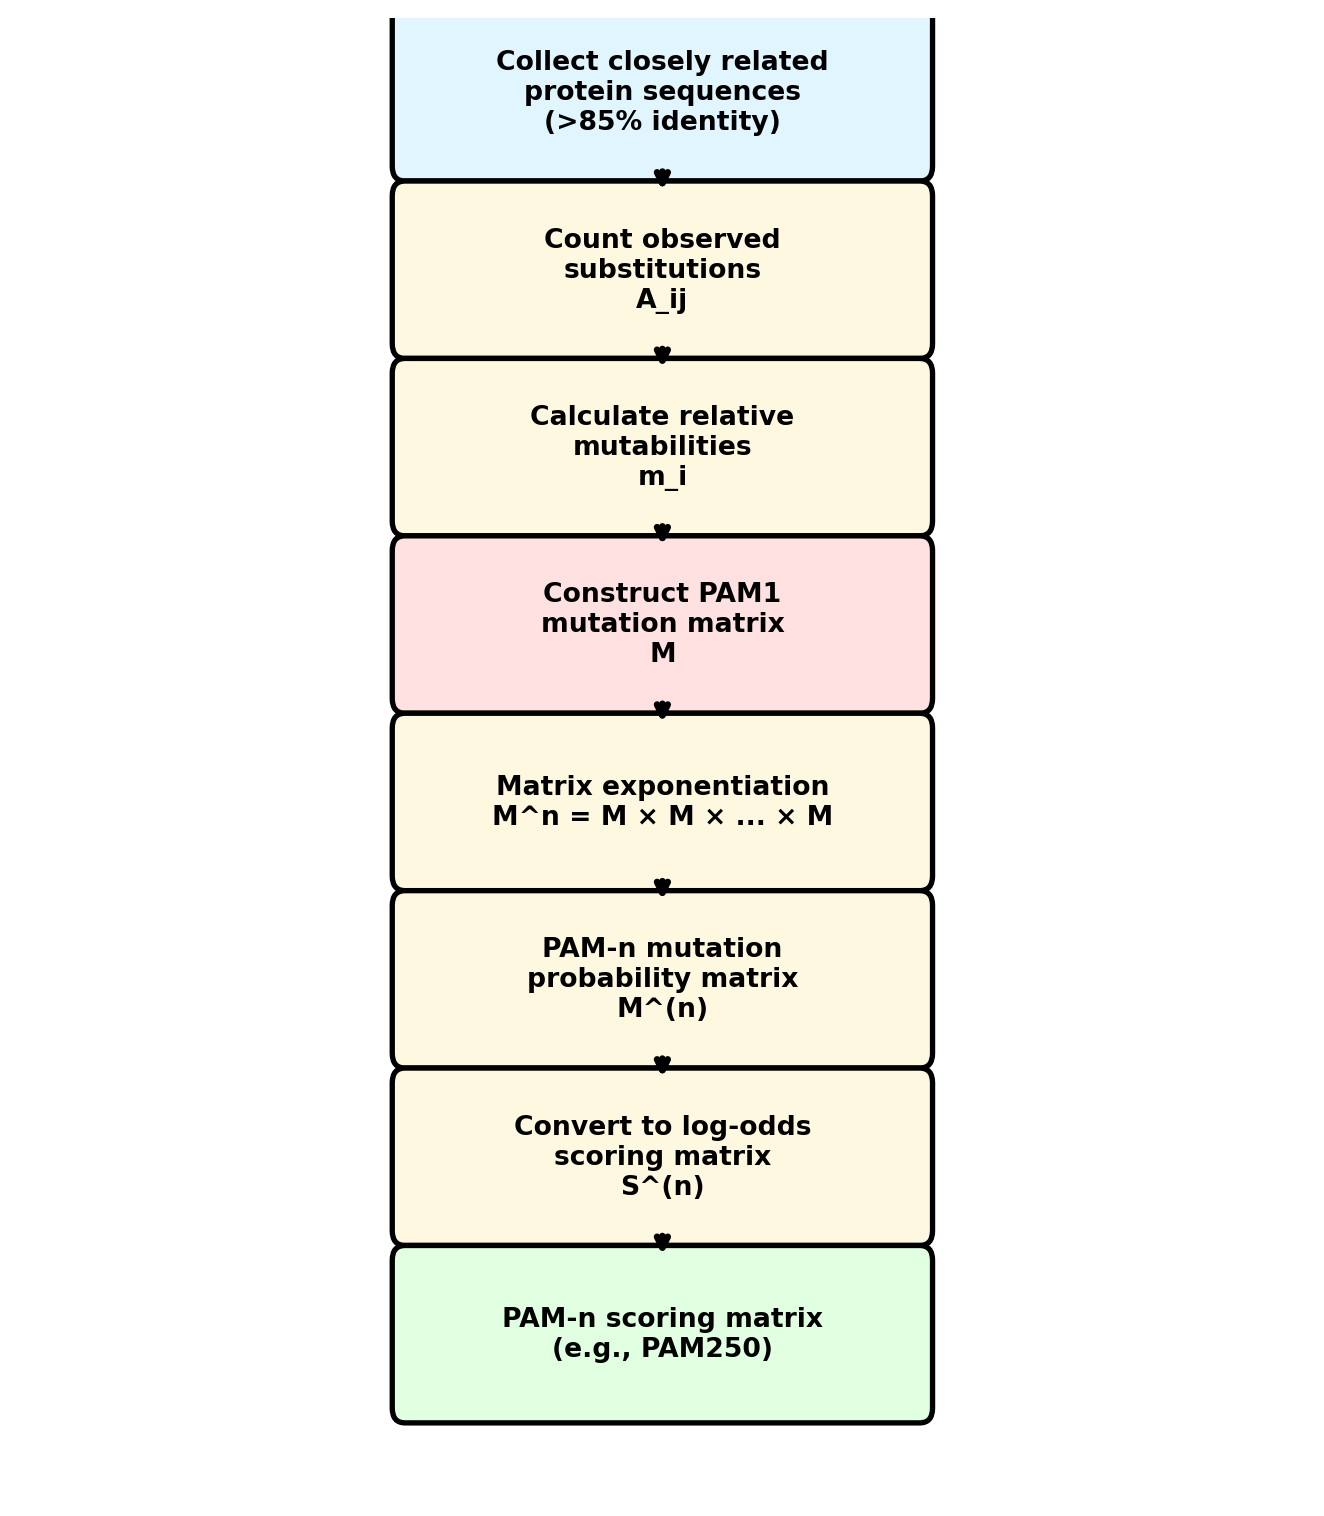 Collect closely related
protein sequences
(>85% identity)
Count observed
substitutions
A_ij
Calculate relative
mutabilities
m_i
Construct PAM1
mutation matrix
M
Matrix exponentiation
M^n = M × M × ... × M
PAM-n mutation
probability matrix
M^(n)
Convert to log-odds
scoring matrix
S^(n)
PAM-n scoring matrix
(e.g., PAM250)